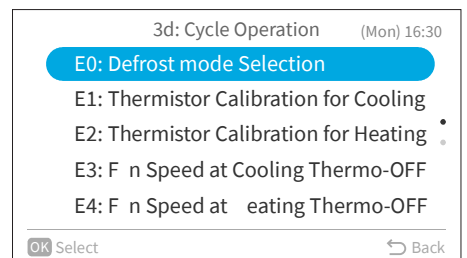 3d: Cycle Operation (Mon) 16:30
E0: Defrost mode Selection
E1: Thermistor Calibration for Cooling
E2: Thermistor Calibration for Heating
E3: F n Speed at Cooling Thermo-OFF
E4: F n Speed at eating Thermo-OFF
OK Select Back